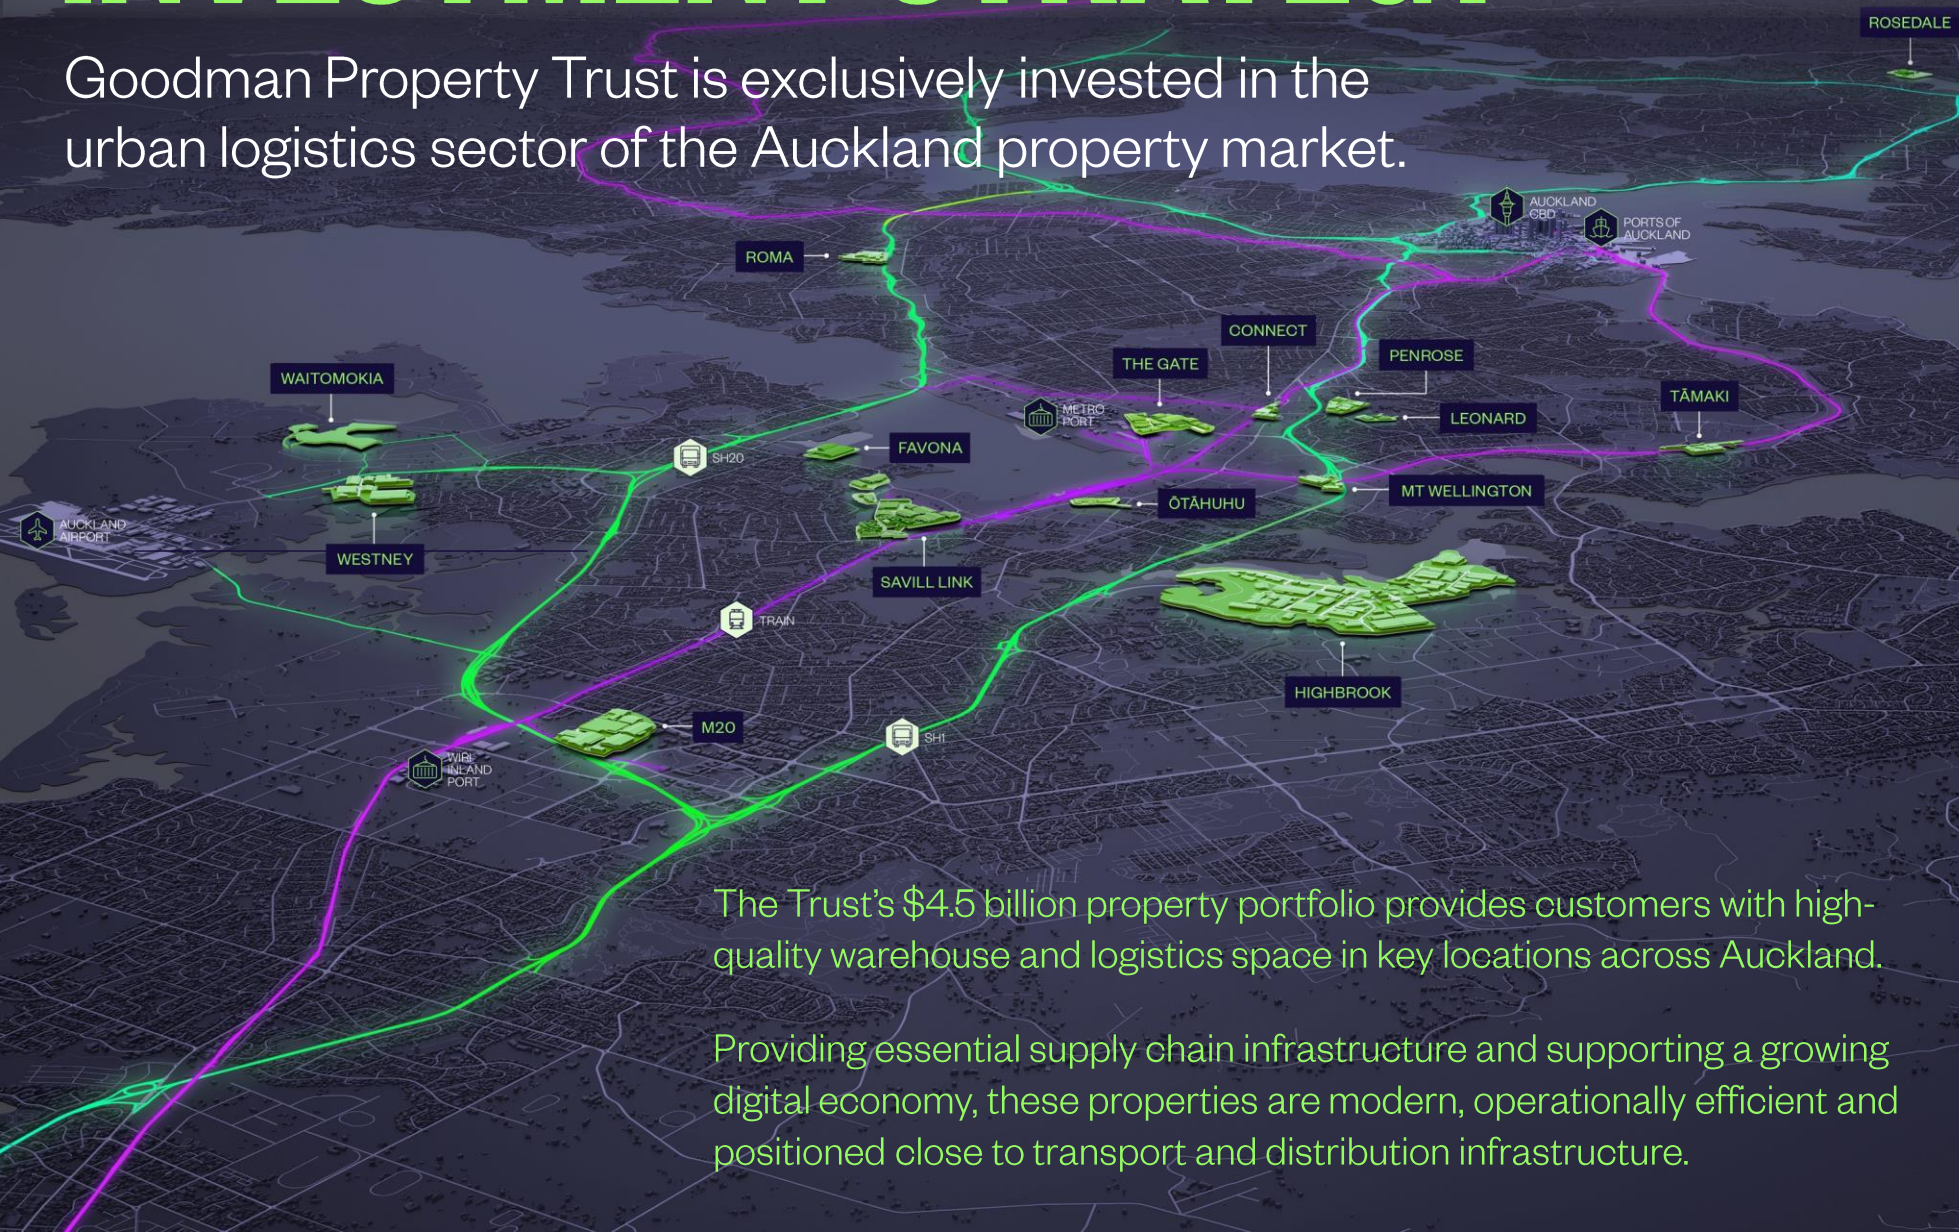 INVESTMENT STRATEGY
Goodman Property Trust is exclusively invested in the
urban logistics sector of the Auckland property market.
ROSEDALE
AUCKLAND
CBD
PORTS OF
AUCKLAND
ROMA
CONNECT
THE GATE
PENROSE
WAITOMOKIA
TĀMAKI
METRO
PORT
LEONARD
FAVONA
SH20
MT WELLINGTON
ŌTĀHUHU
AUCKLAND
AIRPORT
WESTNEY
SAVILL LINK
TRAIN
HIGHBROOK
M20
SH1
WIRI
INLAND
PORT
The Trust’s $4.5 billion property portfolio provides customers with high-
quality warehouse and logistics space in key locations across Auckland.
Providing essential supply chain infrastructure and supporting a growing
digital economy, these properties are modern, operationally efficient and
positioned close to transport and distribution infrastructure.